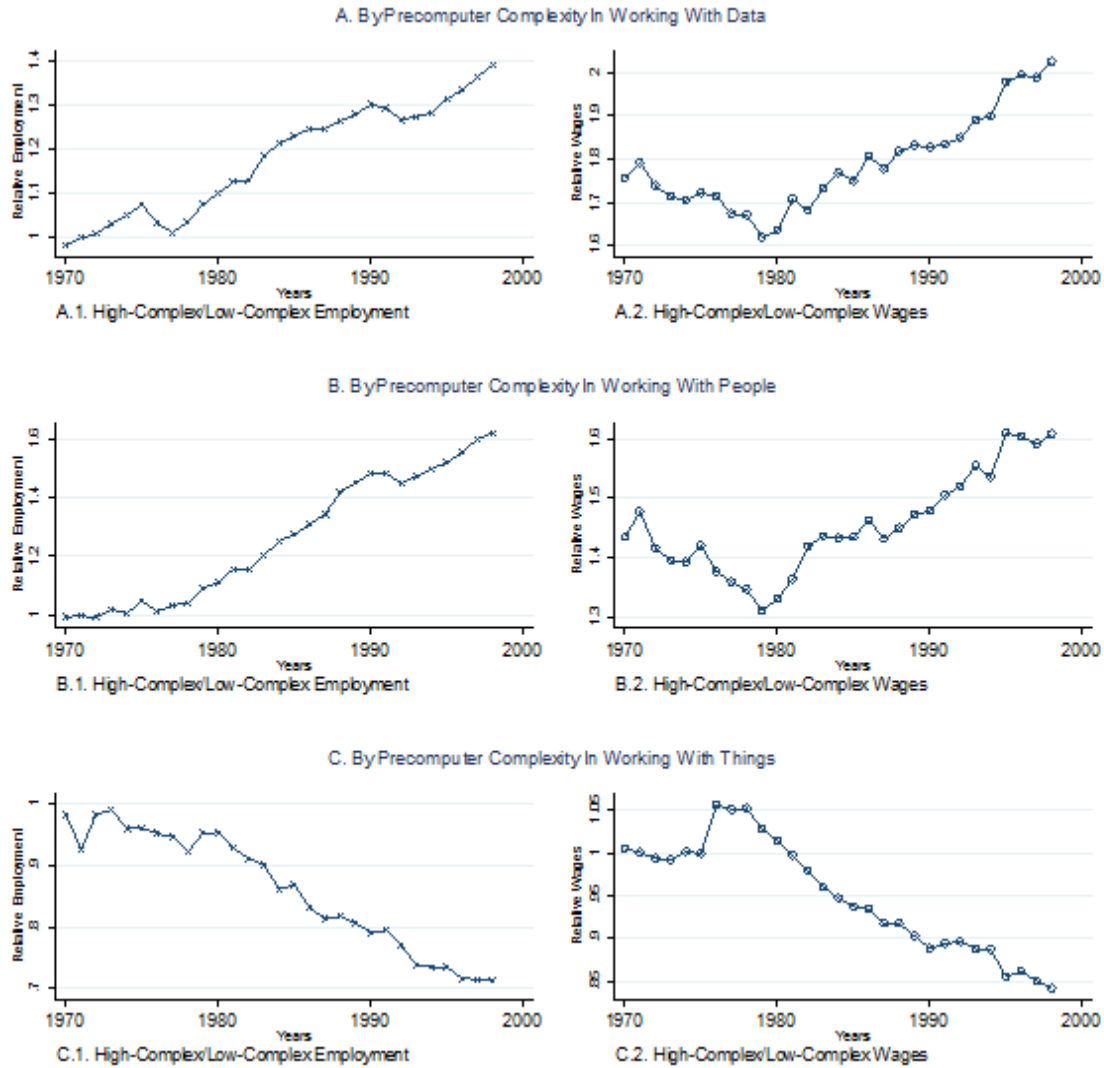 A. By Precomputer Complexity In Working With Data
Relative Employment
1.4
1.3
1.2
1.1
1
1970 1980 1990 2000
Years
A.1. High-Complex/Low-Complex Employment
Relative Wages
2
1.9
1.8
1.7
1.6
1970 1980 1990 2000
Years
A.2. High-Complex/Low-Complex Wages
B. By Precomputer Complexity In Working With People
Relative Employment
1.6
1.4
1.2
1
1970 1980 1990 2000
Years
B.1. High-Complex/Low-Complex Employment
Relative Wages
1.6
1.5
1.4
1.3
1970 1980 1990 2000
Years
B.2. High-Complex/Low-Complex Wages
C. By Precomputer Complexity In Working With Things
Relative Employment
1
.9
.8
.7
1970 1980 1990 2000
Years
C.1. High-Complex/Low-Complex Employment
Relative Wages
1.05
1
.95
.9
.85
1970 1980 1990 2000
Years
C.2. High-Complex/Low-Complex Wages